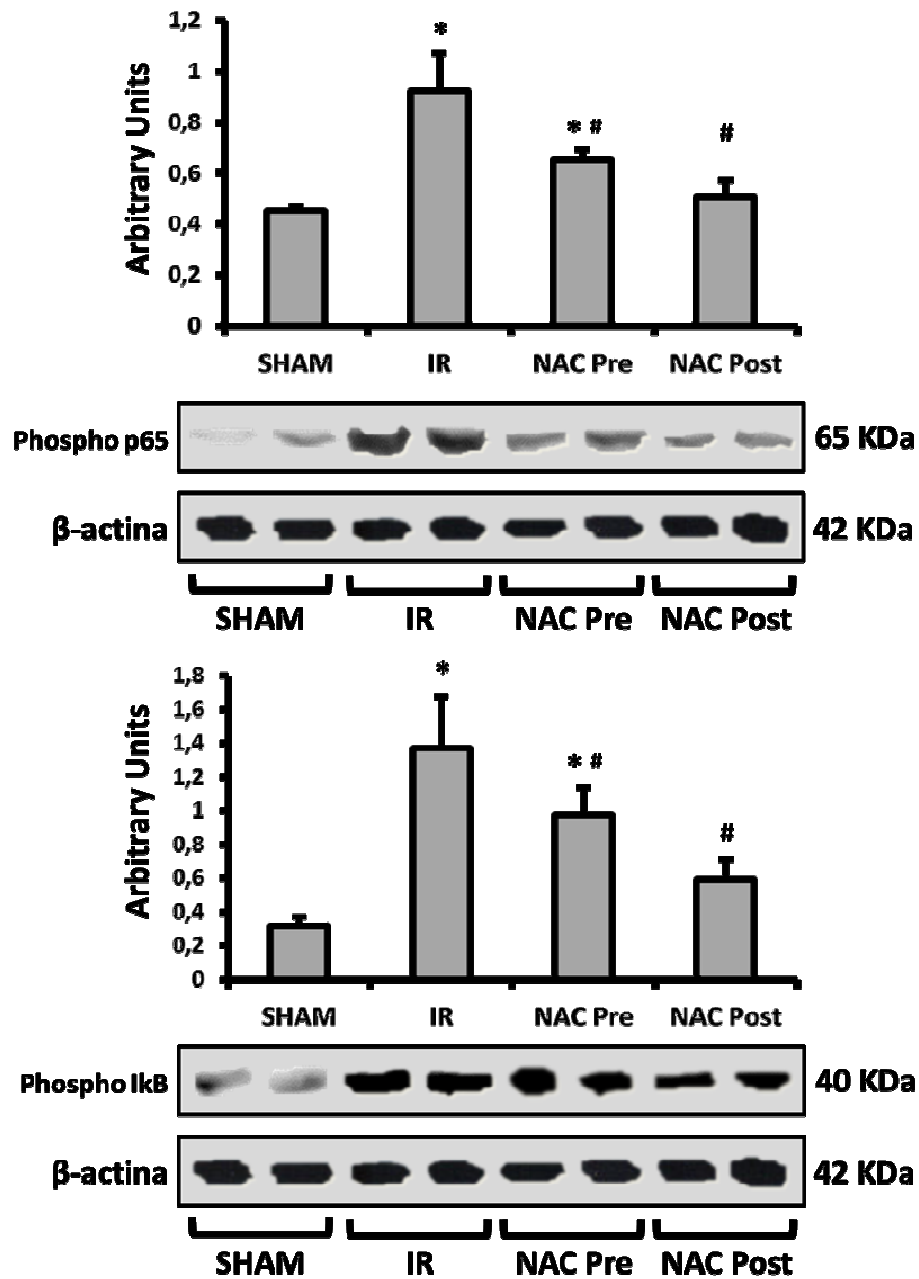 1,2
*
1
Arbitrary Units
0,8
* #
#
0,6
0,4
0,2
0
SHAM IR NAC Pre NAC Post
Phospho p65 65 KDa
β-actina 42 KDa
SHAM IR NAC Pre NAC Post
1,8
*
1,6
1,4
Arbitrary Units
1,2
* #
1
#
0,8
0,6
0,4
0,2
0
SHAM IR NAC Pre NAC Post
Phospho IkB 40 KDa
β-actina 42 KDa
SHAM IR NAC Pre NAC Post